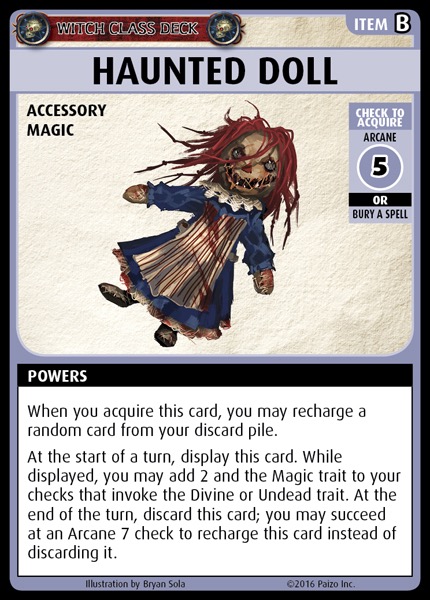 WITCH CLASS DECK
ITEM B
HAUNTED DOLL
ACCESSORY
MAGIC
CHECK TO
ACQUIRE
ARCANE
5
OR
BURY A SPELL
POWERS
When you acquire this card, you may recharge a
random card from your discard pile.
At the start of a turn, display this card. While
displayed, you may add 2 and the Magic trait to your
checks that invoke the Divine or Undead trait. At the
end of the turn, discard this card; you may succeed
at an Arcane 7 check to recharge this card instead of
discarding it.
Illustration by Bryan Sola
©2016 Paizo Inc.